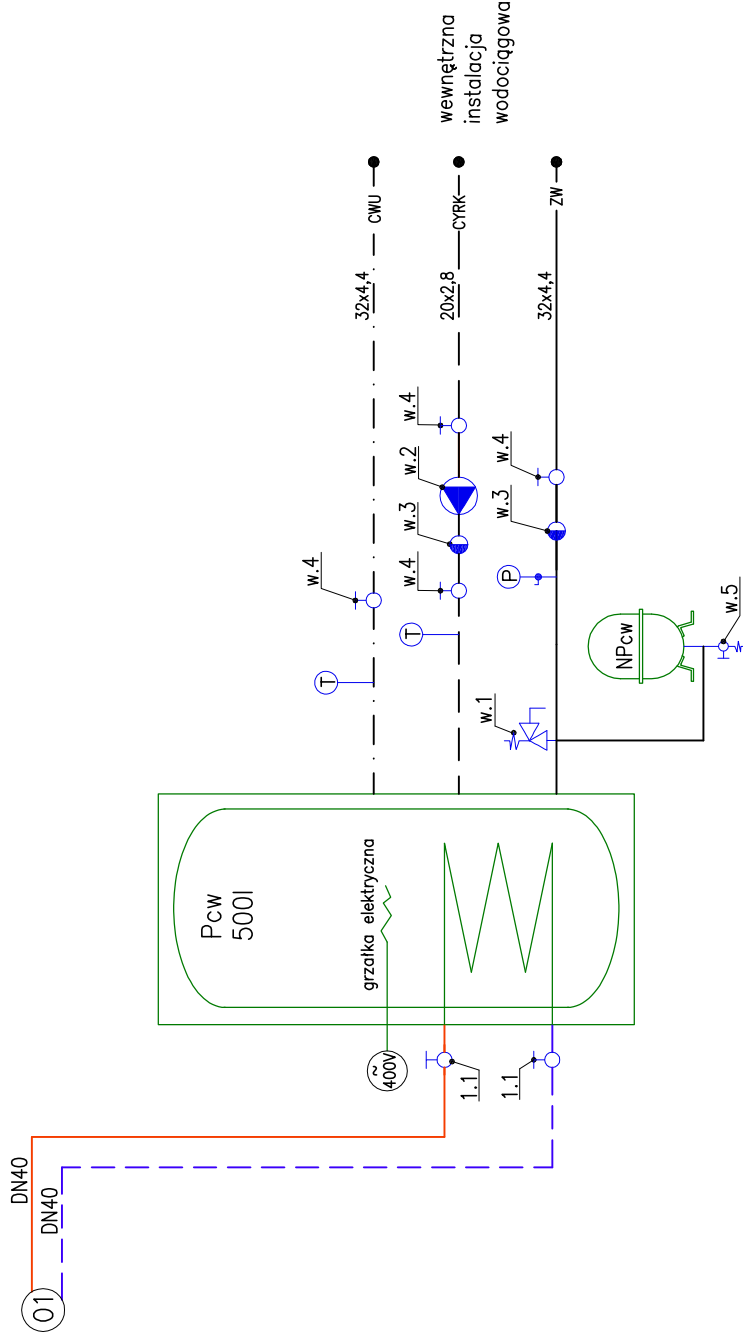 wewnętrzna
instalacja
wodociągowa
CWU
CYRK
ZW
32x4,4
20x2,8
32x4,4
w.4
w.2
w.4
w.3
w.3
w.4
w.4
P
T
T
w.5
NPcw
w.1
Pcw
500l
grzałka elektryczna
~
400V
1.1
1.1
DN40
DN40
01